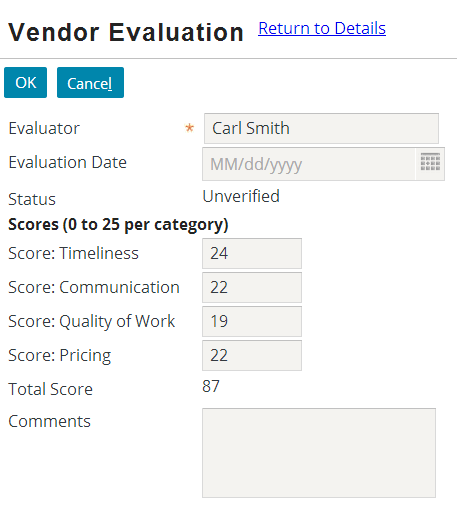 Vendor Evaluation Return to Details
OK Cancel
Evaluator * Carl Smith
Evaluation Date MM/dd/yyyy
Status Unverified
Scores (0 to 25 per category)
Score: Timeliness 24
Score: Communication 22
Score: Quality of Work 19
Score: Pricing 22
Total Score 87
Comments